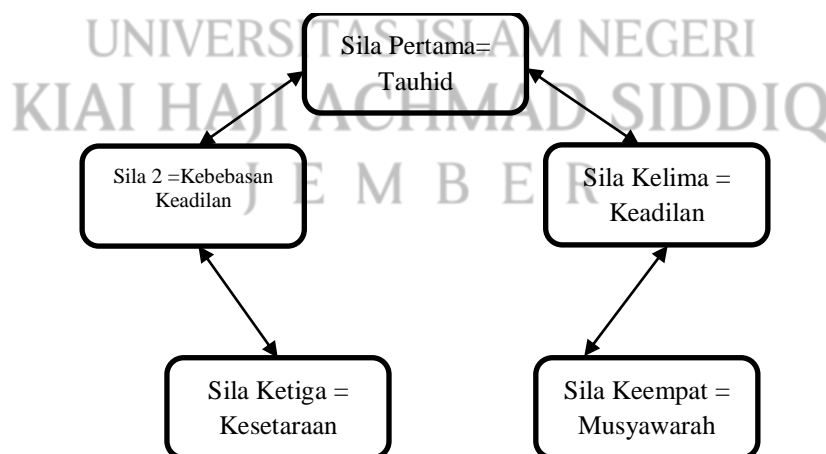 UNIVERSITAS ISLAM NEGERI
KIAI HAJI ACHMAD SIDDIQ
JEMBER
Sila Pertama=
Tauhid
Sila 2 =Kebebasan
Keadilan
Sila Kelima =
Keadilan
Sila Ketiga =
Kesetaraan
Sila Keempat =
Musyawarah